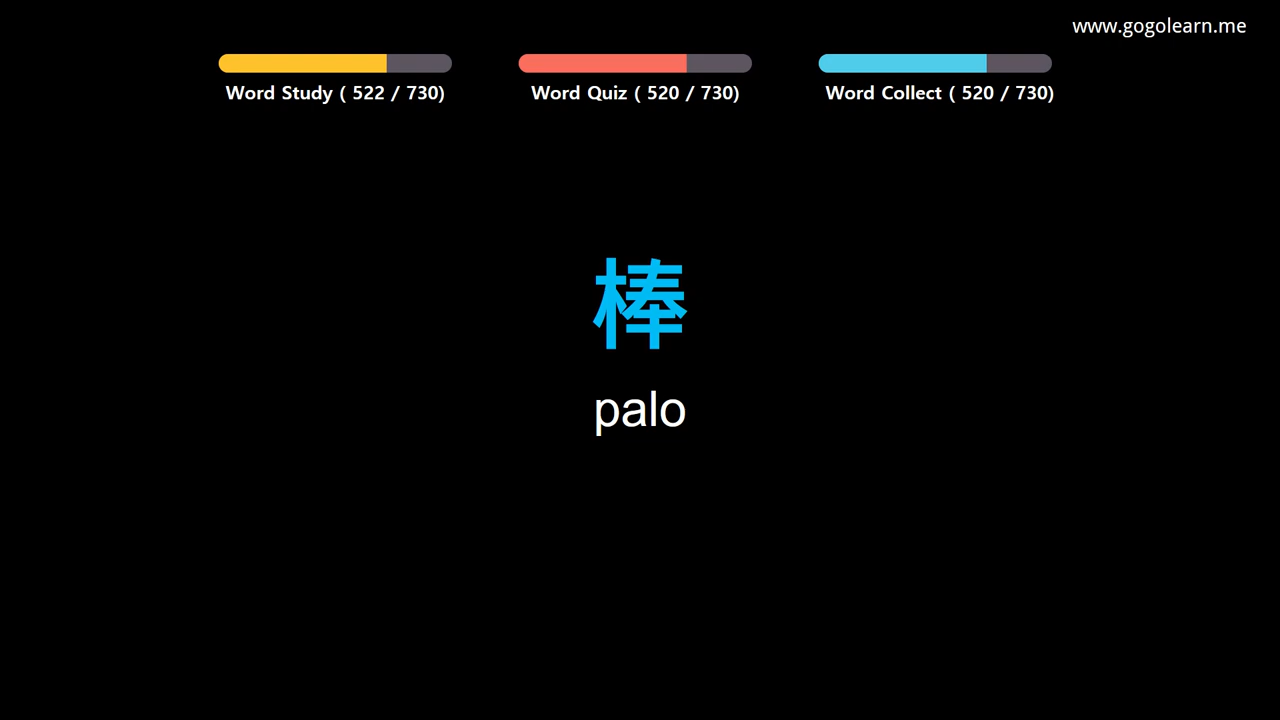 www.gogolearn.me
Word Study ( 522 / 730)
Word Quiz ( 520 / 730)
Word Collect ( 520 / 730)
棒
palo